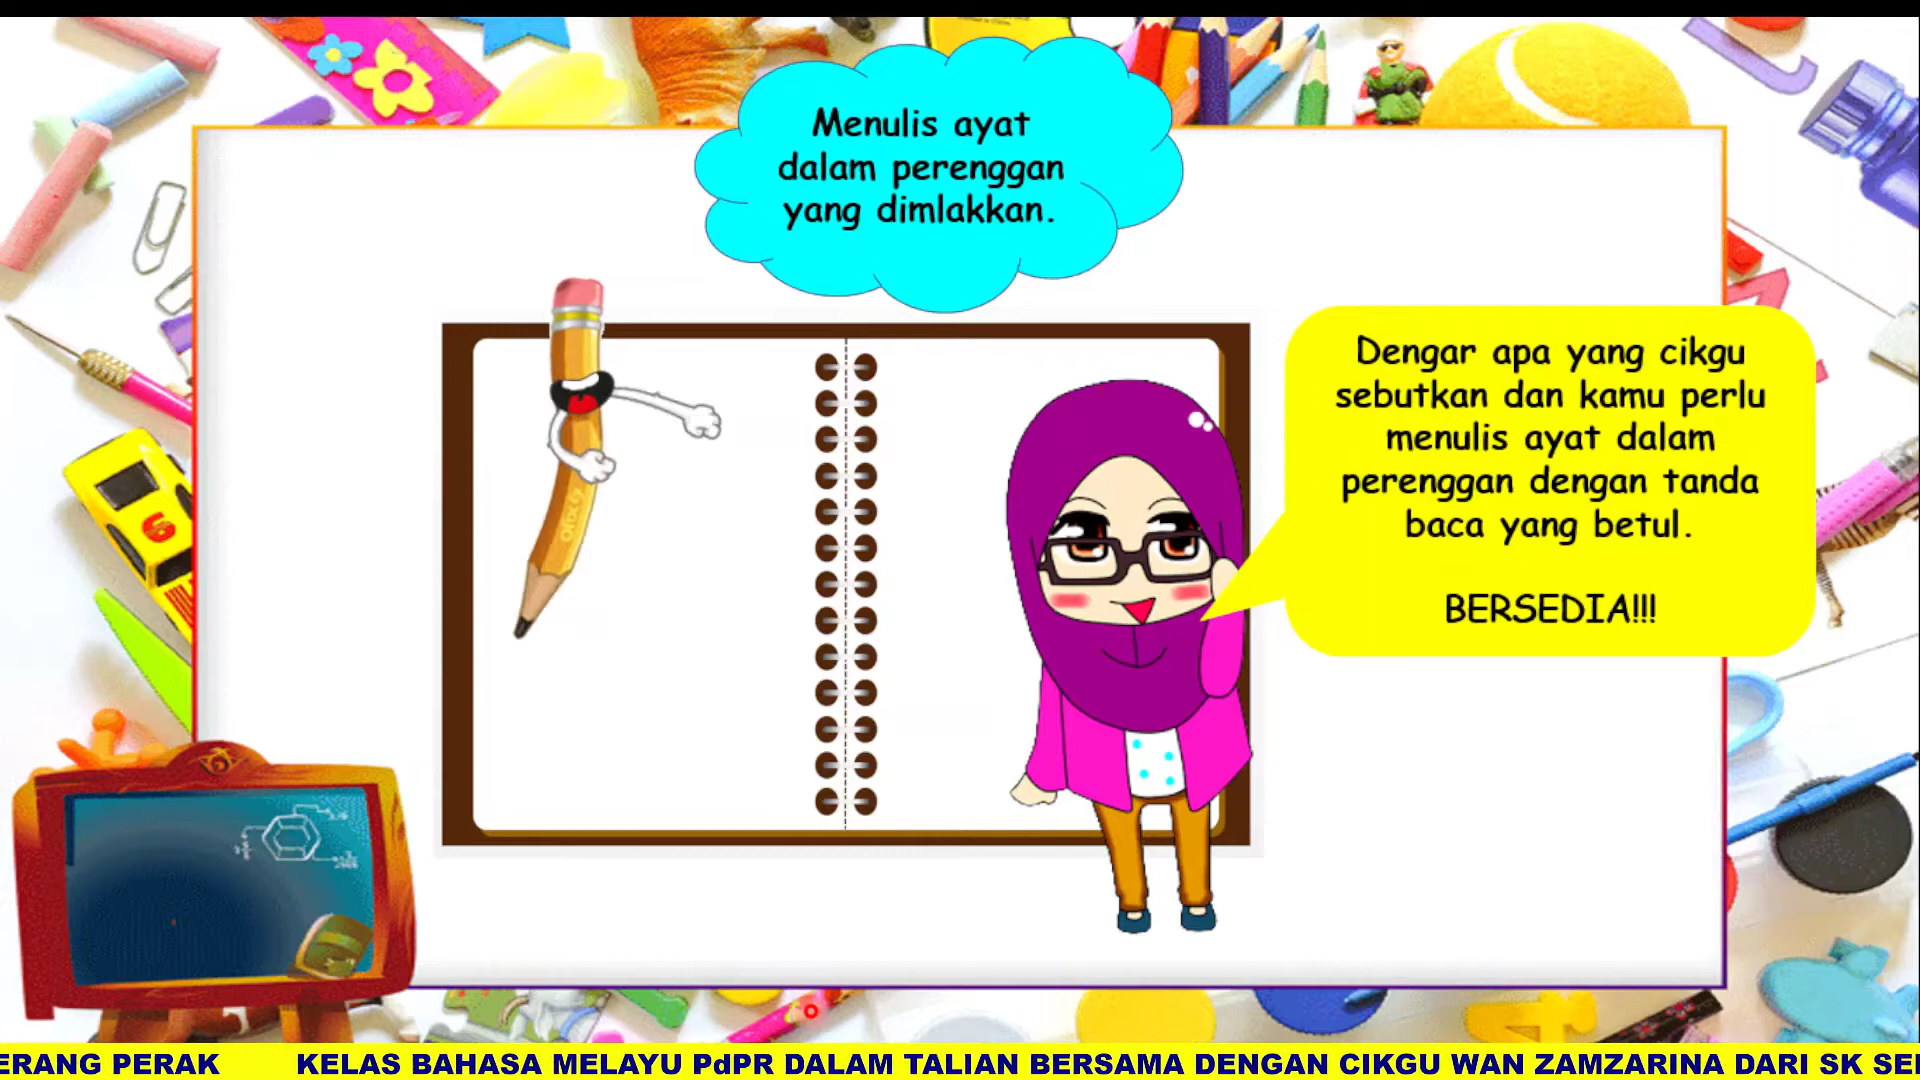 Menulis ayat
dalam perenggan
yang dimlakkan.
Dengar apa yang cikgu
sebutkan dan kamu perlu
menulis ayat dalam
perenggan dengan tanda
baca yang betul.
BERSEDIA!!!
6
ERANG PERAK KELAS BAHASA MELAYU PdPR DALAM TALIAN BERSAMA DENGAN CIKGU WAN ZAMZARINA DARI SK SE